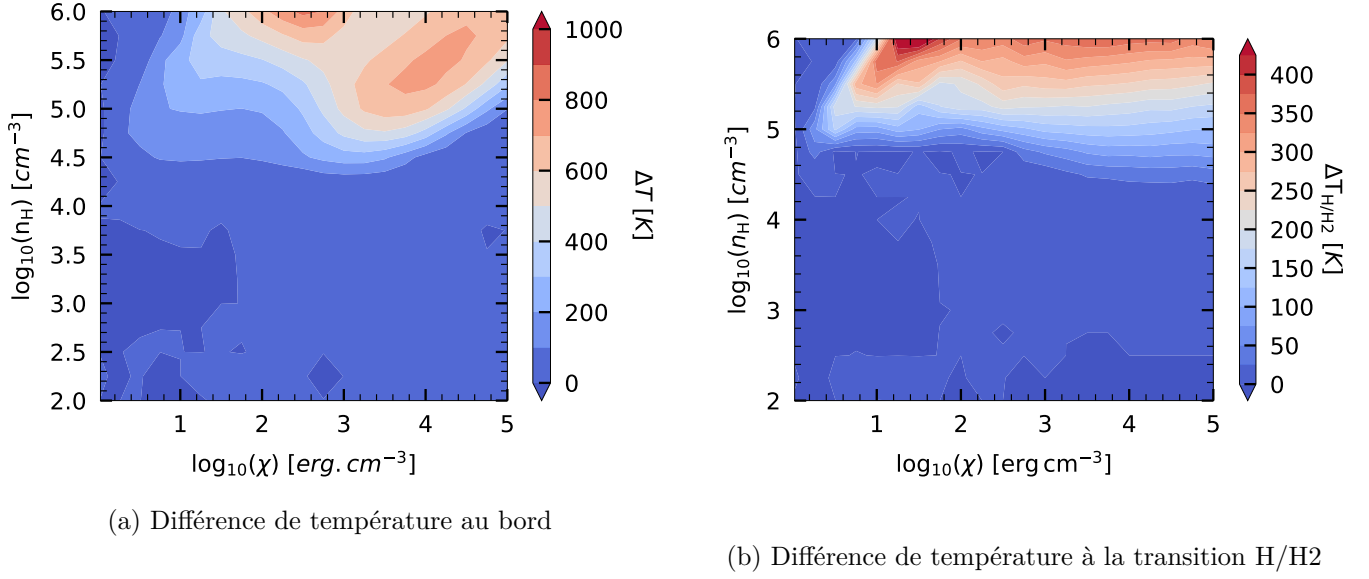 6.0
5.5
5.0
4.5
4.0
3.5
3.0
2.5
2.0
log₁₀(n_H) [cm⁻³]
1 2 3 4 5
log₁₀(χ) [erg.cm⁻³]
1000
800
600
400
200
0
ΔT [K]
(a) Différence de température au bord
6
5
4
3
2
log₁₀(n_H) [cm⁻³]
1 2 3 4 5
log₁₀(χ) [erg cm⁻³]
400
350
300
250
200
150
100
50
0
ΔT_H/H2 [K]
(b) Différence de température à la transition H/H2